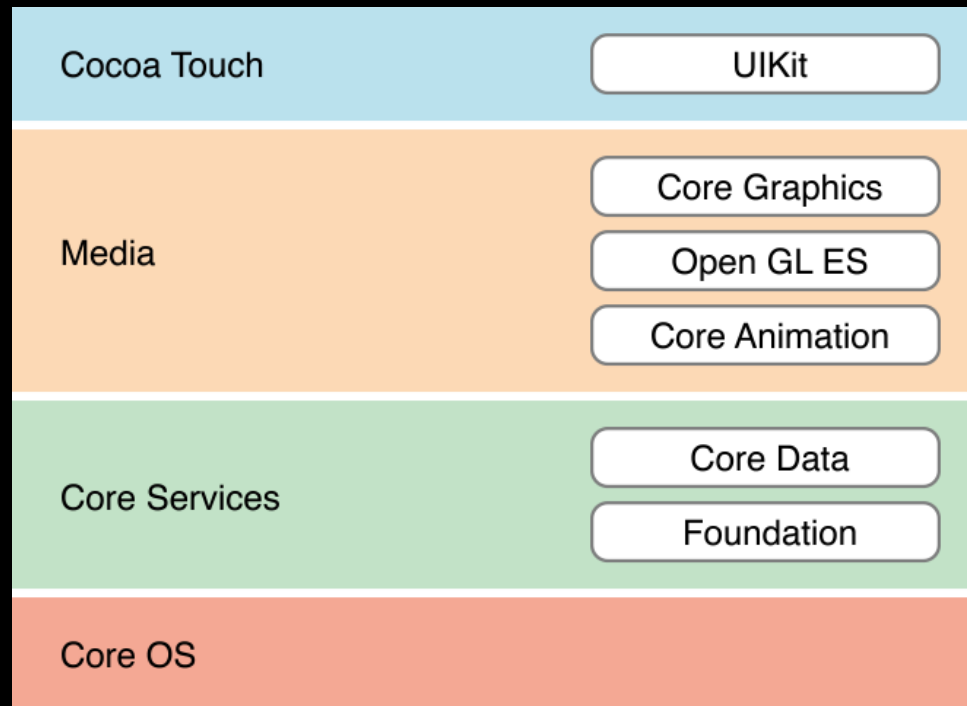 Cocoa Touch
UIKit
Media
Core Graphics
Open GL ES
Core Animation
Core Services
Core Data
Foundation
Core OS